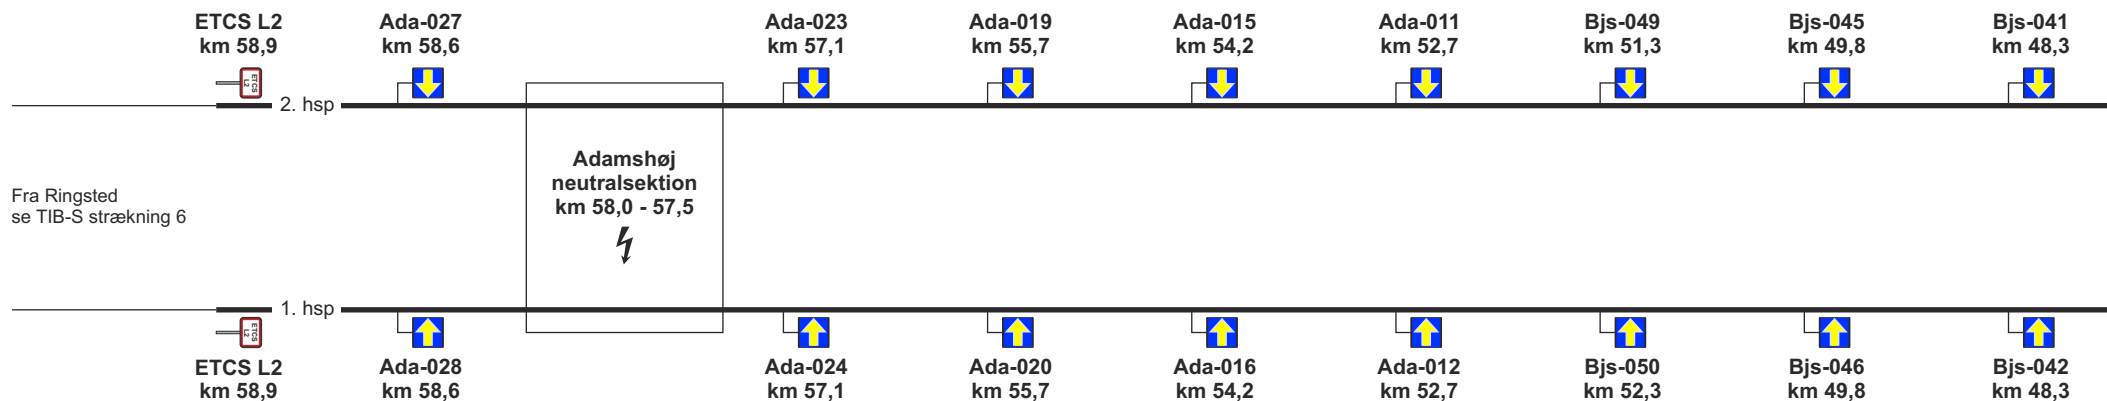 ETCS L2
km 58,9
Ada-027
km 58,6
Ada-023
km 57,1
Ada-019
km 55,7
Ada-015
km 54,2
Ada-011
km 52,7
Bjs-049
km 51,3
Bjs-045
km 49,8
Bjs-041
km 48,3
ETCS
L2
2. hsp
Adamshøj
neutralsektion
km 58,0 - 57,5
Fra Ringsted
se TIB-S strækning 6
1. hsp
ETCS
L2
ETCS L2
km 58,9
Ada-028
km 58,6
Ada-024
km 57,1
Ada-020
km 55,7
Ada-016
km 54,2
Ada-012
km 52,7
Bjs-050
km 52,3
Bjs-046
km 49,8
Bjs-042
km 48,3